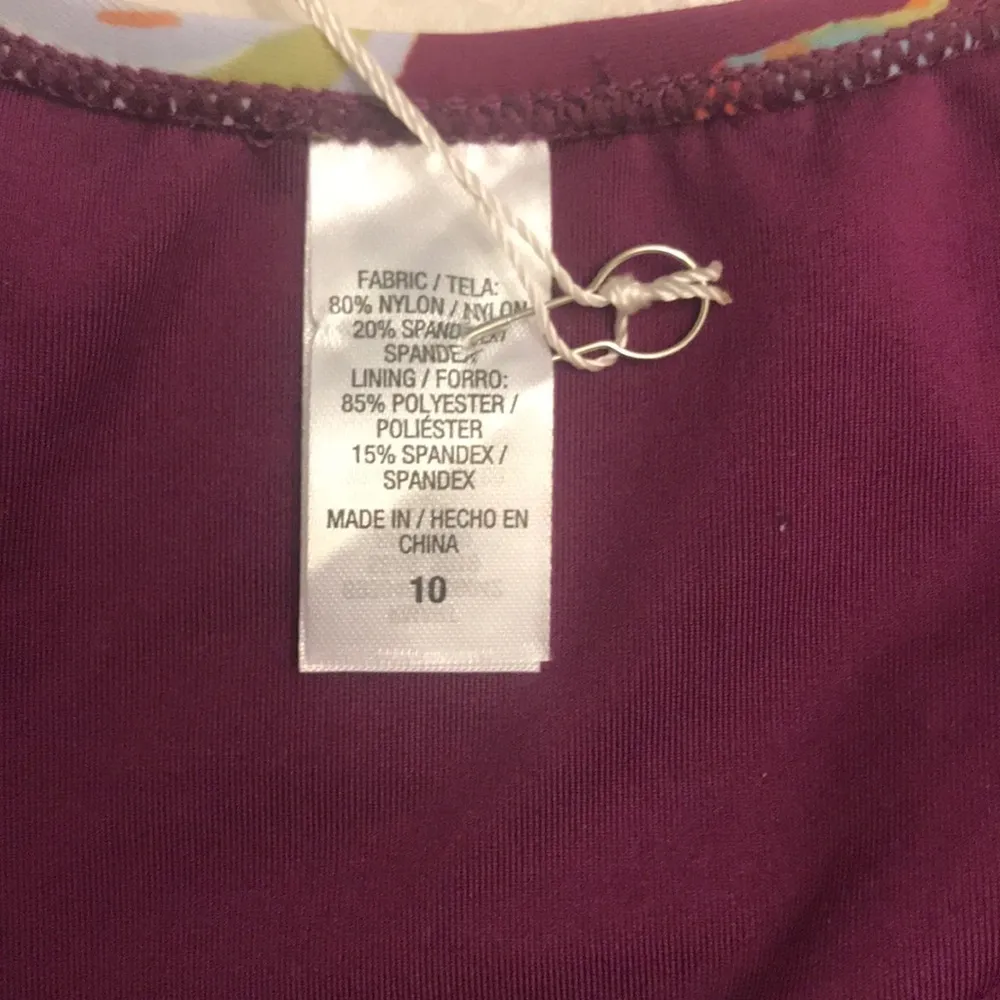 FABRIC / TELA:
80% NYLON / NYLON
20% SPANDEX/
SPANDEX
LINING / FORRO:
85% POLYESTER /
POLIÉSTER
15% SPANDEX /
SPANDEX
MADE IN / HECHO EN
CHINA
10